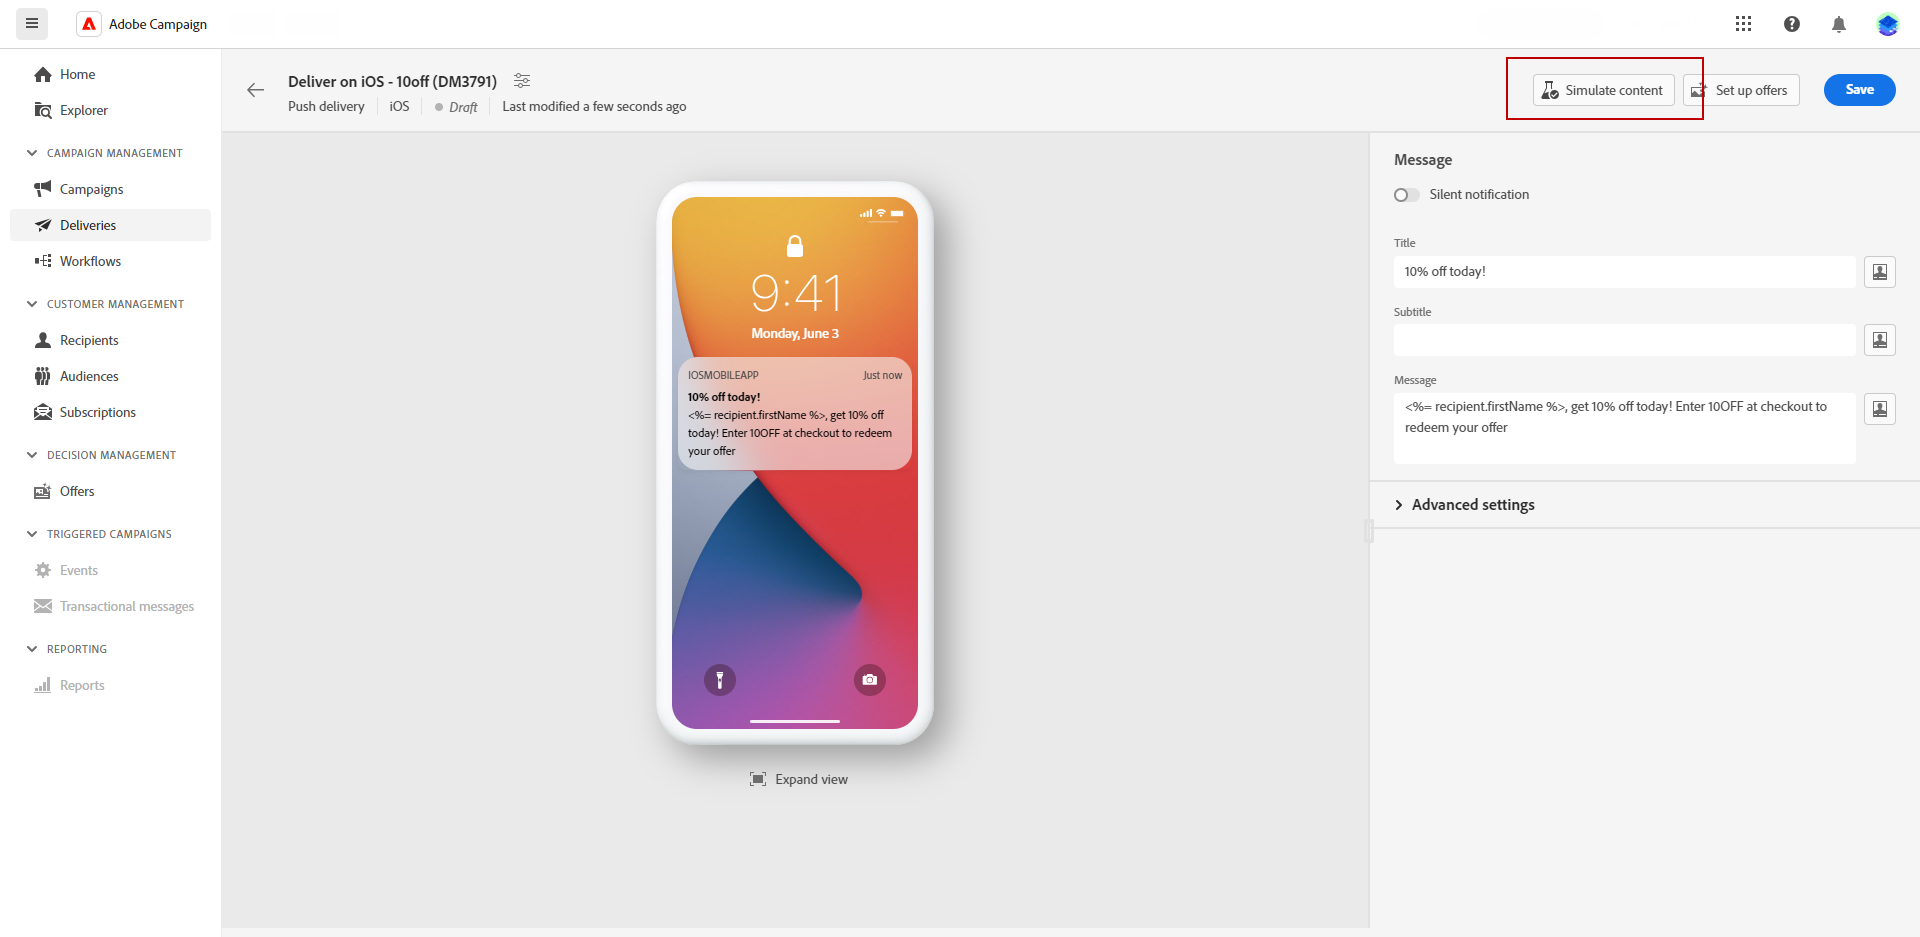 Adobe Campaign
Home
Explorer
CAMPAIGN MANAGEMENT
Campaigns
Deliveries
Workflows
CUSTOMER MANAGEMENT
Recipients
Audiences
Subscriptions
DECISION MANAGEMENT
Offers
TRIGGERED CAMPAIGNS
Events
Transactional messages
REPORTING
Reports
Deliver on iOS - 10off (DM3791)
Push delivery iOS Draft Last modified a few seconds ago
Simulate content
Set up offers
Save
9:41
Monday, June 3
IOSMOBILEAPP Just now
10% off today!
<%= recipient.firstName %>, get 10% off
today! Enter 10OFF at checkout to redeem
your offer
Expand view
Message
Silent notification
Title
10% off today!
Subtitle
Message
<%= recipient.firstName %>, get 10% off today! Enter 10OFF at checkout to
redeem your offer
Advanced settings